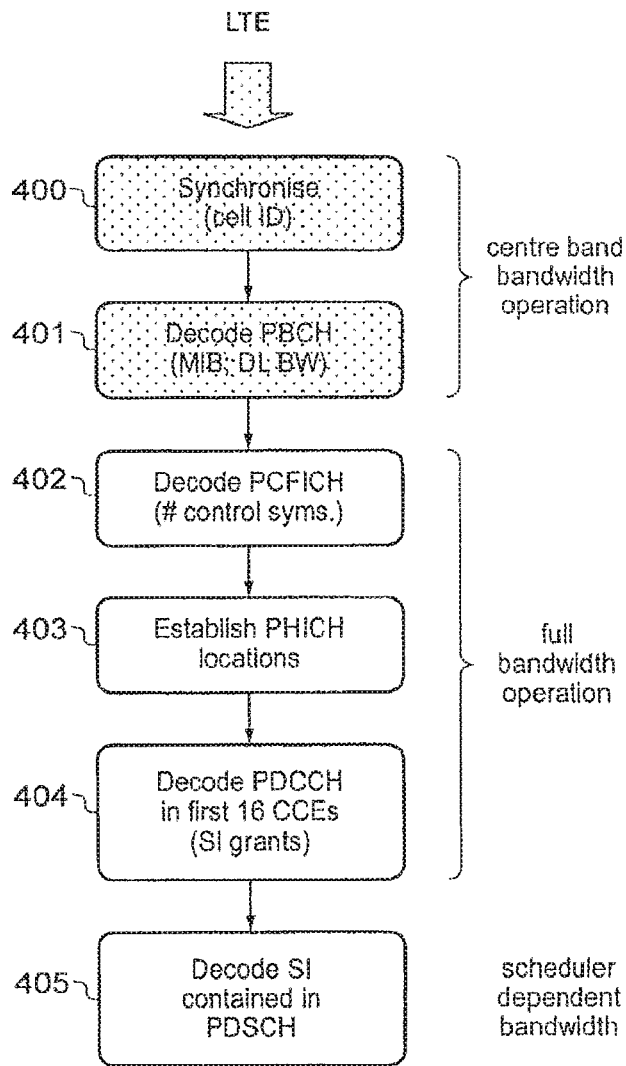 LTE
400
Synchronise
(cell ID)
centre band
bandwidth
operation
401
Decode PBCH
(MIB; DL BW)
402
Decode PCFICH
(# control syms.)
403
Establish PHICH
locations
full
bandwidth
operation
404
Decode PDCCH
in first 16 CCEs
(SI grants)
405
Decode SI
contained in
PDSCH
scheduler
dependent
bandwidth